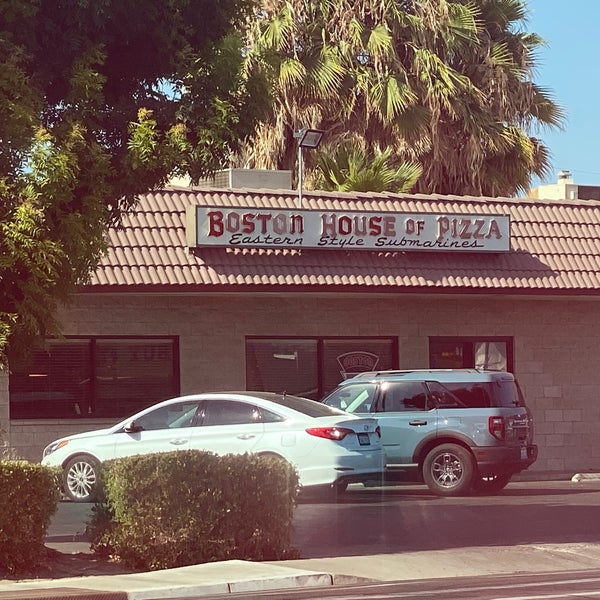 BOSTON HOUSE OF PIZZA
Eastern Style Submarines